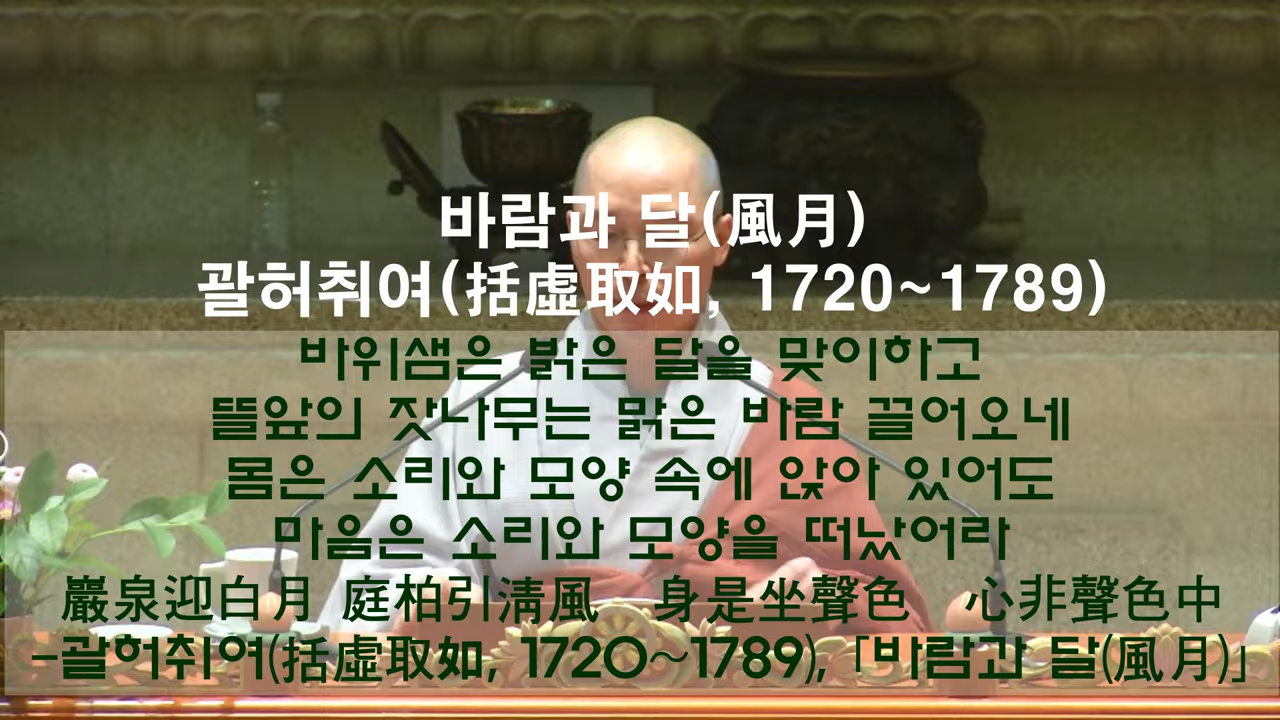 바람과 달(風月)
괄허취여(括虛取如, 1720~1789)
바위샘은 밝은 달을 맞이하고
뜰앞의 잣나무는 맑은 바람 끌어오네
몸은 소리와 모양 속에 앉아 있어도
마음은 소리와 모양을 떠났어라
巖泉迎白月 庭柏引淸風 身是坐聲色 心非聲色中
-괄허취여(括虛取如, 1720~1789),「바람과 달(風月)」